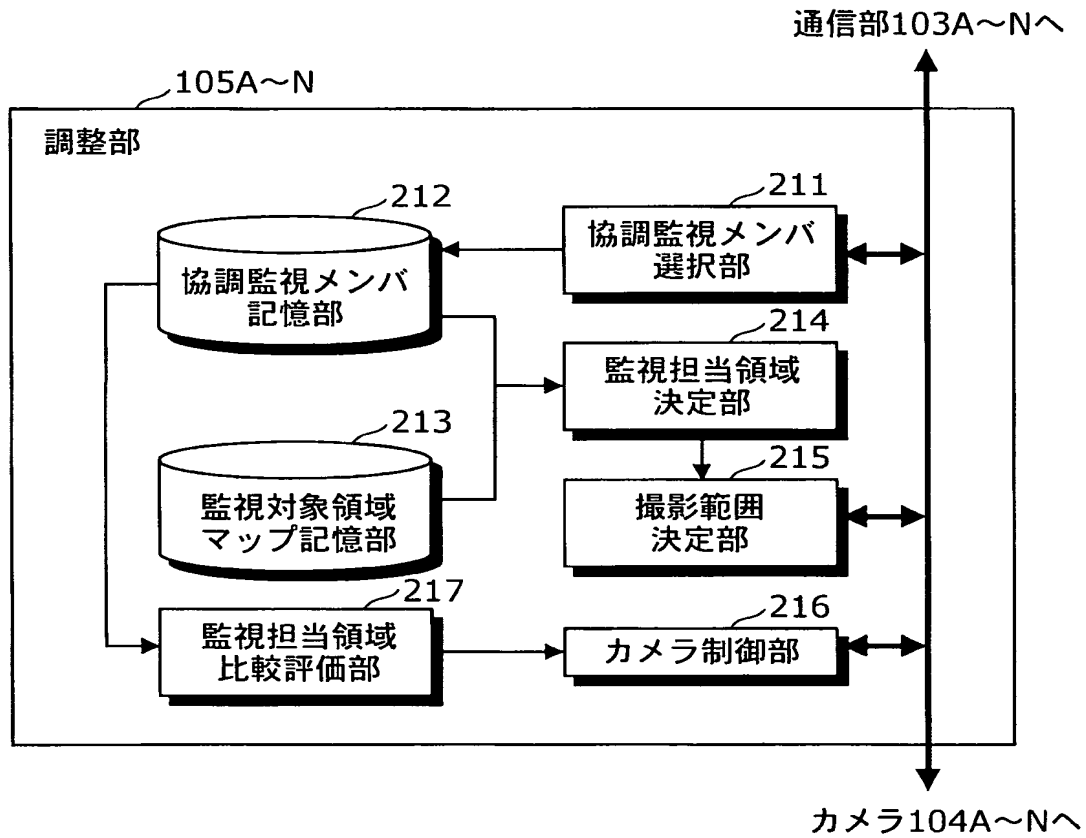 通信部103A～Nへ
105A～N
調整部
212
211
協調監視メンバ
記憶部
協調監視メンバ
選択部
214
監視担当領域
決定部
213
215
監視対象領域
マップ記憶部
撮影範囲
決定部
217
216
監視担当領域
比較評価部
カメラ制御部
カメラ104A～Nへ